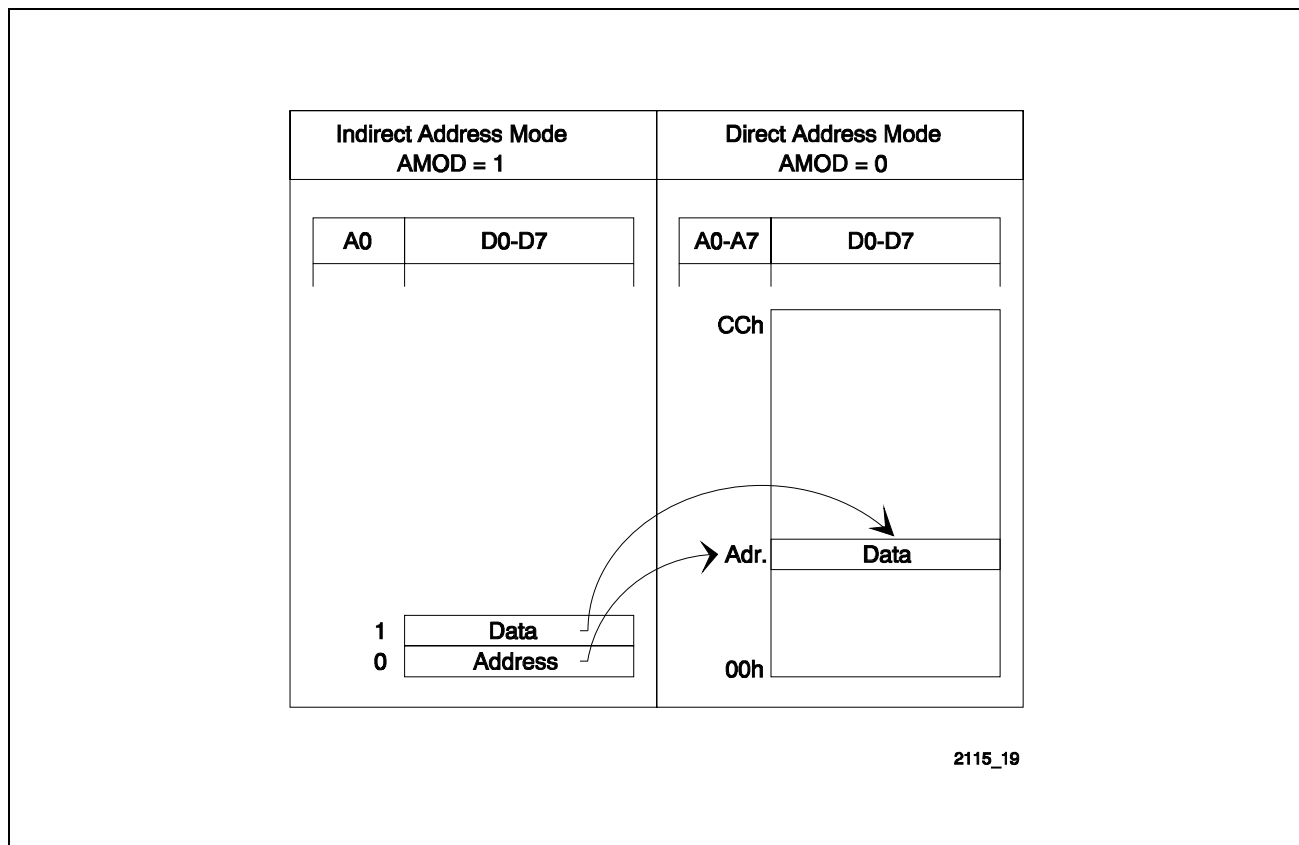 Indirect Address Mode
AMOD = 1
Direct Address Mode
AMOD = 0
A0
D0-D7
A0-A7
D0-D7
CCh
Adr.
Data
1
Data
0
Address
00h
2115_19